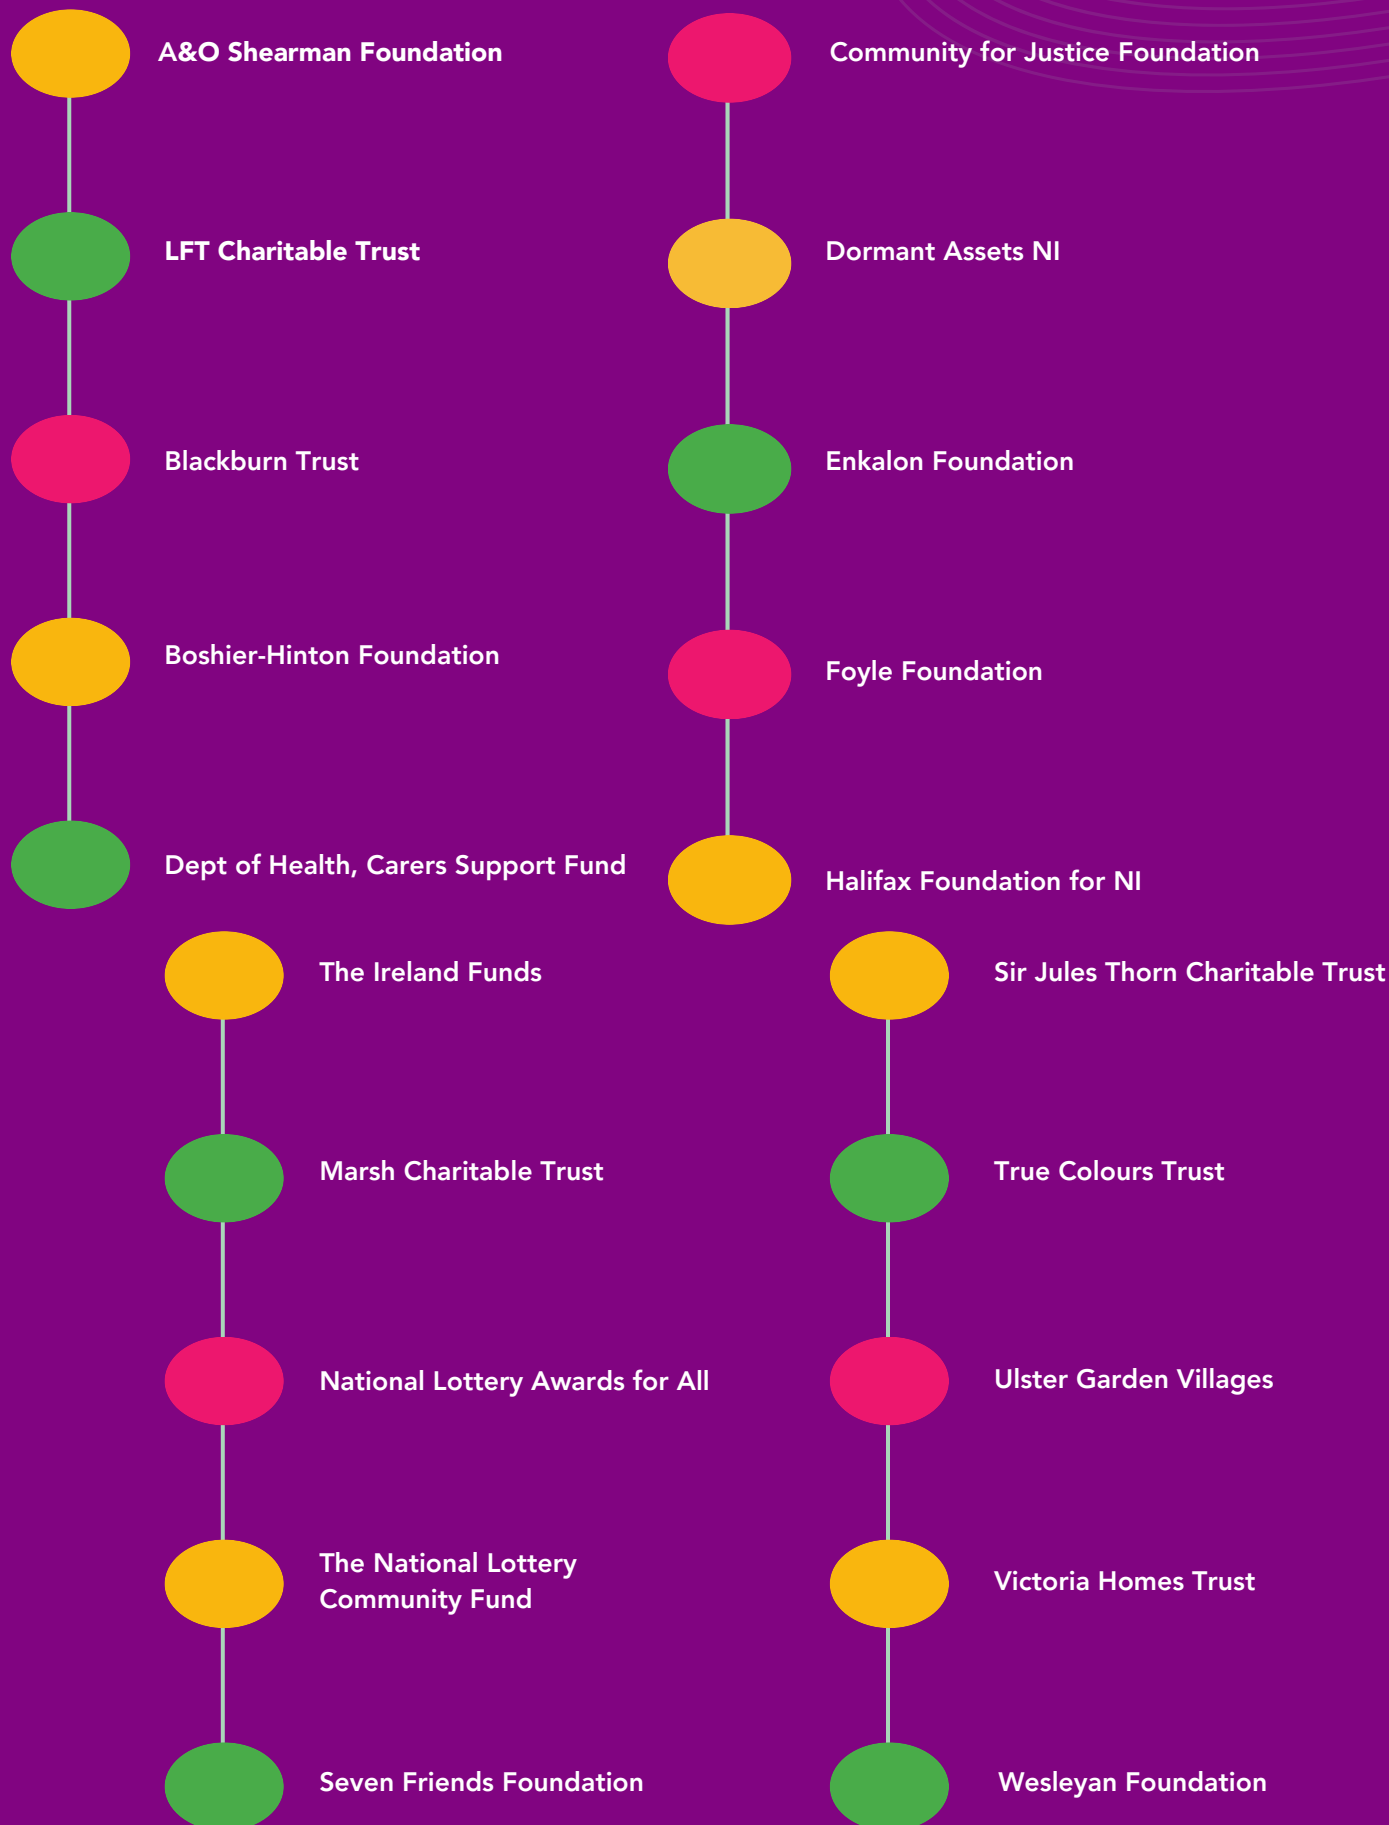 A&O Shearman Foundation
LFT Charitable Trust
Blackburn Trust
Boshier-Hinton Foundation
Dept of Health, Carers Support Fund
Community for Justice Foundation
Dormant Assets NI
Enkalon Foundation
Foyle Foundation
Halifax Foundation for NI
The Ireland Funds
Marsh Charitable Trust
National Lottery Awards for All
The National Lottery
Community Fund
Seven Friends Foundation
Sir Jules Thorn Charitable Trust
True Colours Trust
Ulster Garden Villages
Victoria Homes Trust
Wesleyan Foundation